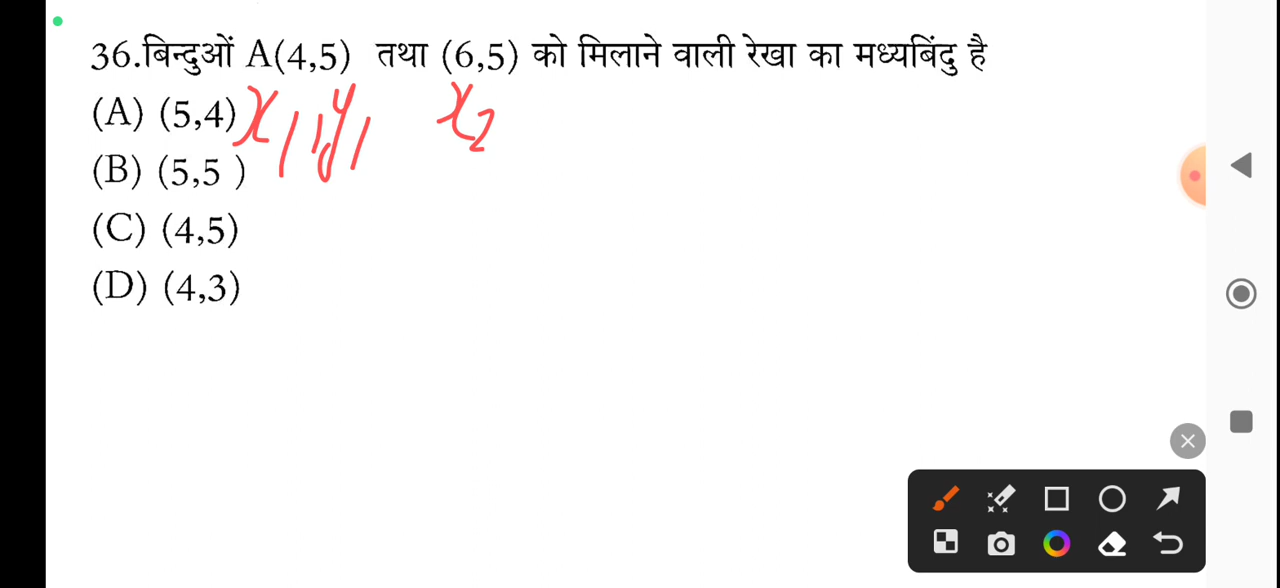 36.बिन्दुओं A(4,5) तथा (6,5) को मिलाने वाली रेखा का मध्यबिंदु है
(A) (5,4)
x₁,y₁ x₂
(B) (5,5 )
(C) (4,5)
(D) (4,3)